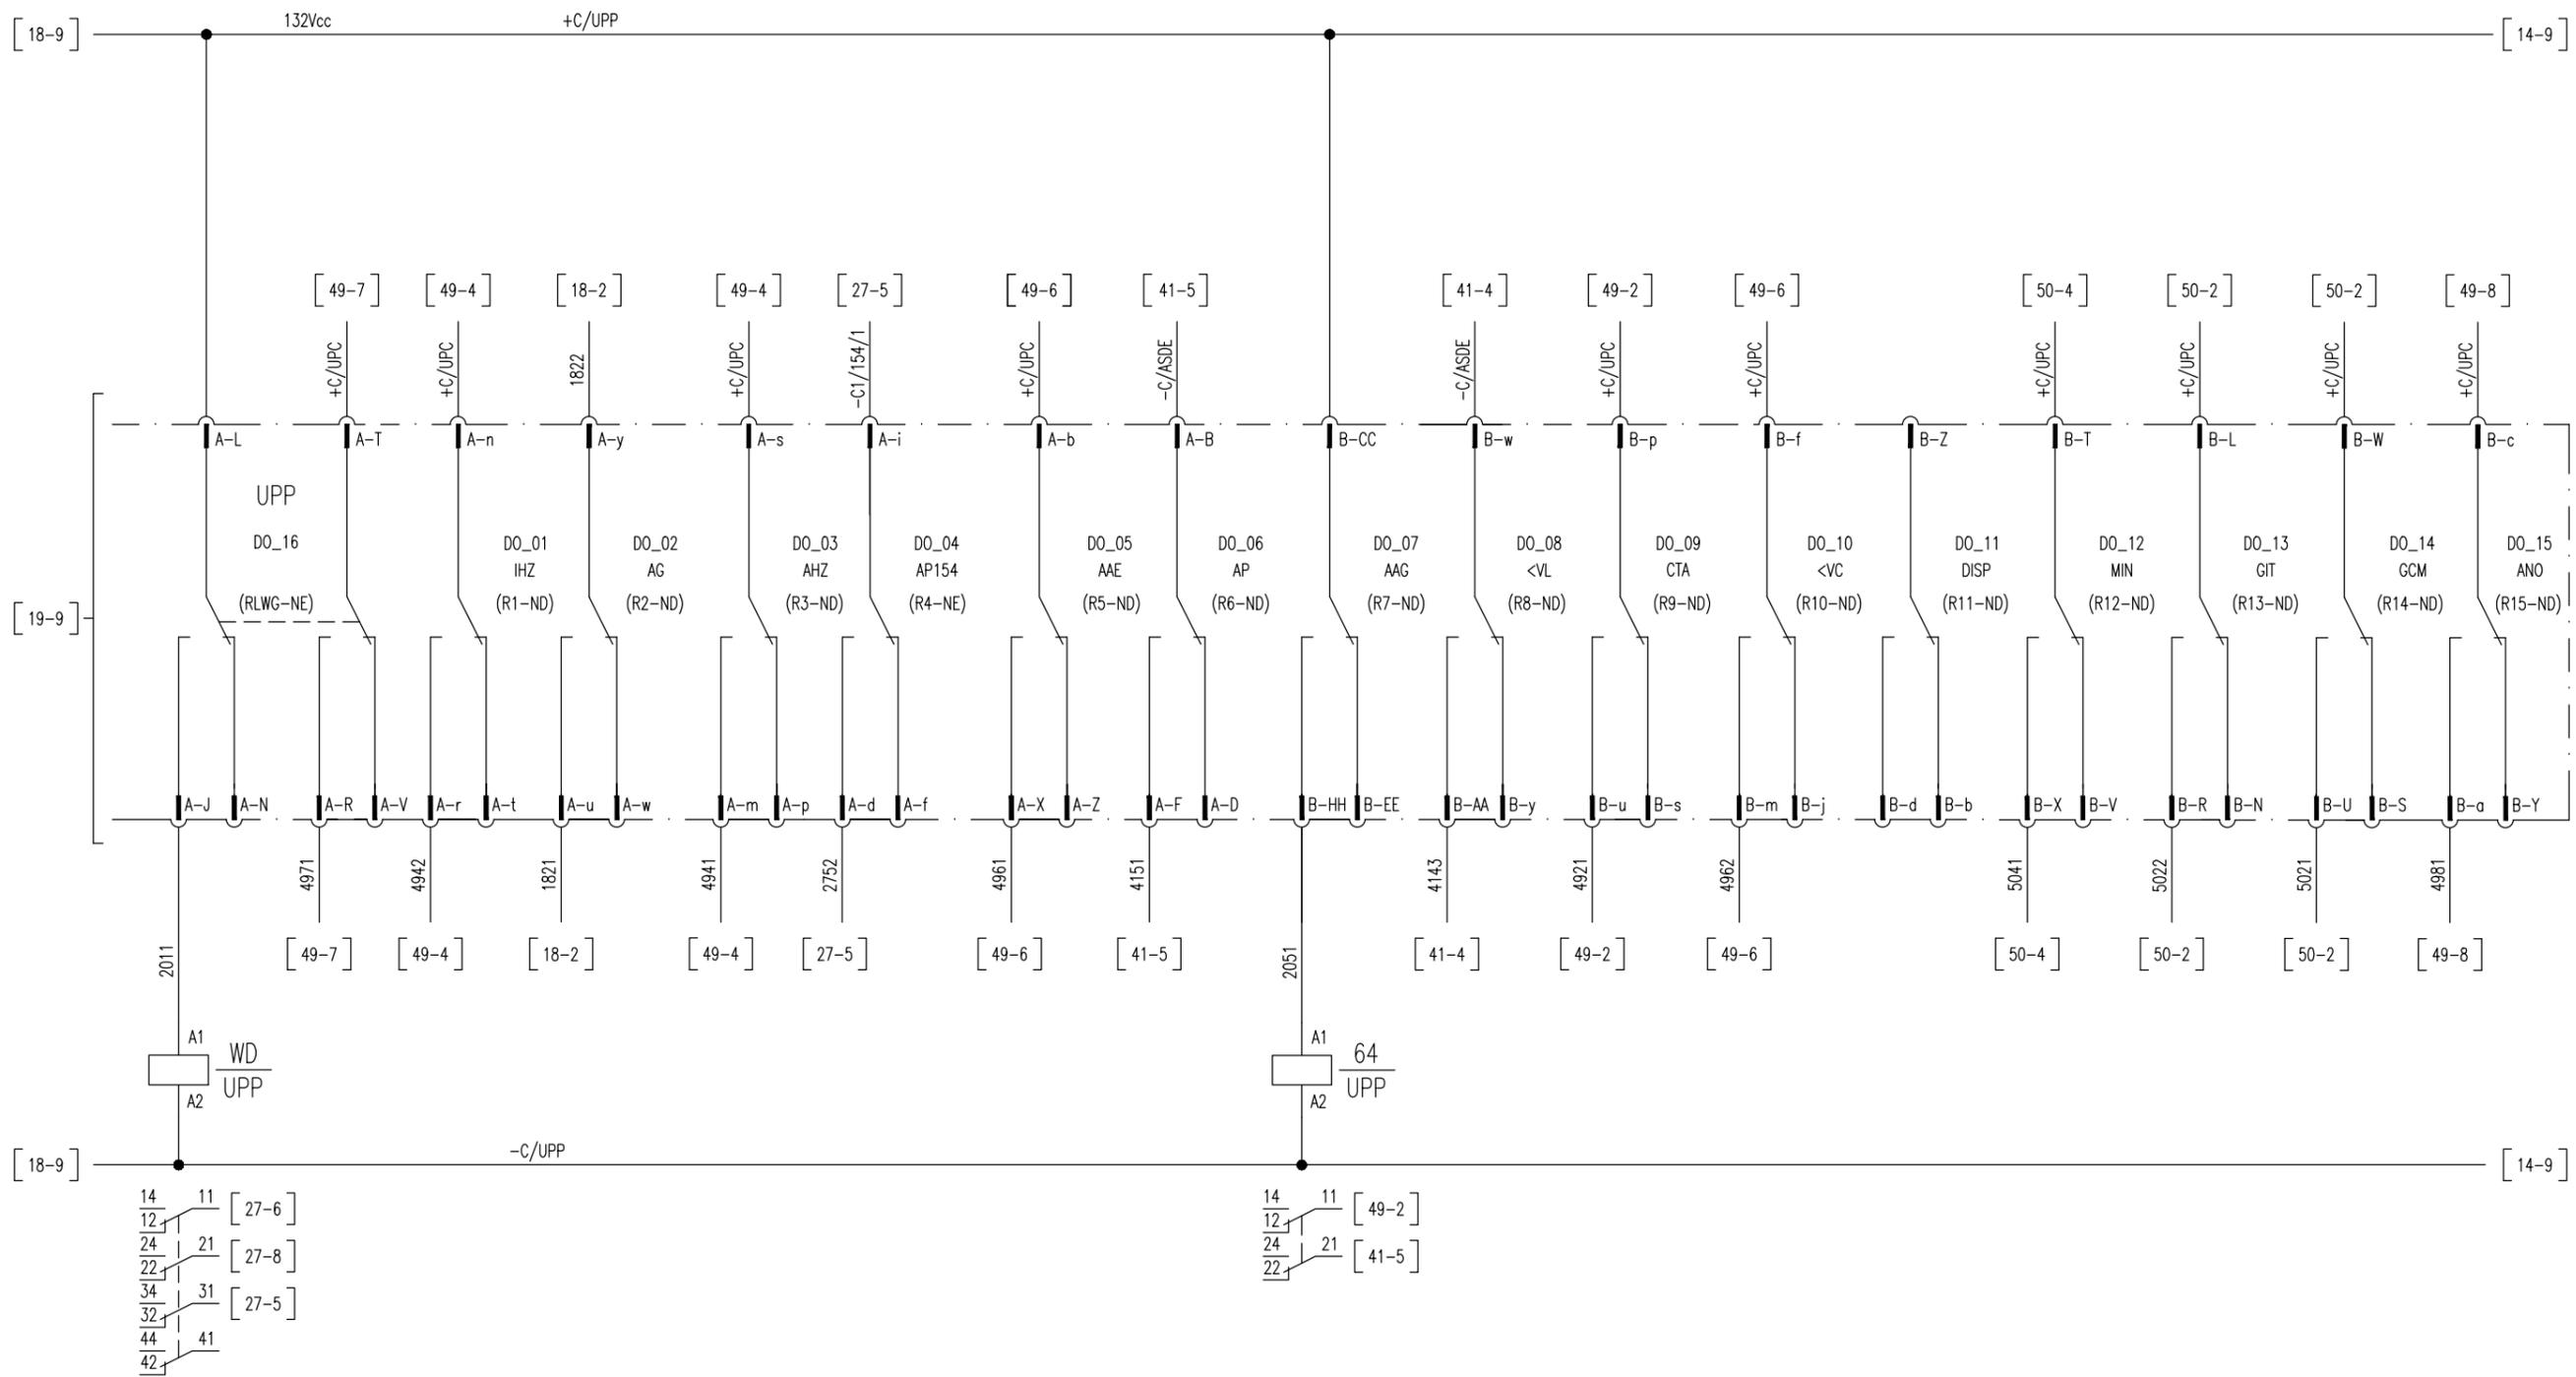 132Vcc +C/UPP
[18-9] [14-9]
[49-7] [49-4] [18-2] [49-4] [27-5] [49-6] [41-5] [41-4] [49-2] [49-6] [50-4] [50-2] [50-2] [49-8]
+C/UPC +C/UPC 1822 +C/UPC -C1/154/1 +C/UPC -C/ASDE -C/ASDE +C/UPC +C/UPC +C/UPC +C/UPC +C/UPC +C/UPC
A-L A-T A-n A-y A-s A-i A-b A-B B-CC B-w B-p B-f B-Z B-T B-L B-W B-c
UPP
DO_16 DO_01 DO_02 DO_03 DO_04 DO_05 DO_06 DO_07 DO_08 DO_09 DO_10 DO_11 DO_12 DO_13 DO_14 DO_15
IHZ AG AHZ AP154 AAE AP AAG <VL CTA <VC DISP MIN GIT GCM ANO
(RLWG-NE) (R1-ND) (R2-ND) (R3-ND) (R4-NE) (R5-ND) (R6-ND) (R7-ND) (R8-ND) (R9-ND) (R10-ND) (R11-ND) (R12-ND) (R13-ND) (R14-ND) (R15-ND)
[19-9]
A-J A-N A-R A-V A-r A-t A-u A-w A-m A-p A-d A-f A-X A-Z A-F A-D B-HH B-EE B-AA B-y B-u B-s B-m B-j B-d B-b B-X B-V B-R B-N B-U B-S B-a B-Y
4971 4942 1821 4941 2752 4961 4151 4143 4921 4962 5041 5022 5021 4981
2011 [49-7] [49-4] [18-2] [49-4] [27-5] [49-6] [41-5] 2051 [41-4] [49-2] [49-6] [50-4] [50-2] [50-2] [49-8]
A1 A1
WD 64
UPP UPP
A2 A2
-C/UPP
[18-9] [14-9]
14 11 [27-6] 14 11 [49-2]
12 12
24 21 [27-8] 24 21 [41-5]
22 22
34 31 [27-5]
32
44 41
42